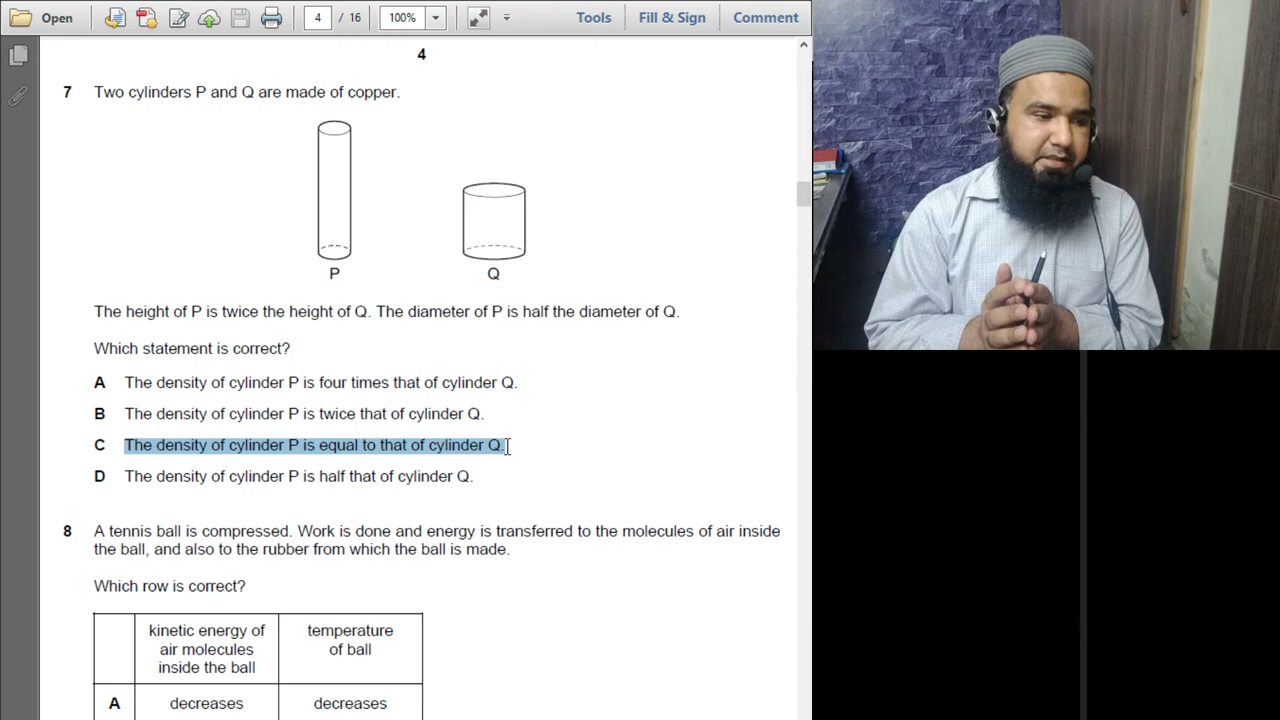 Open
4 / 16
100%
Tools
Fill & Sign
Comment
4
7 Two cylinders P and Q are made of copper.
P
Q
The height of P is twice the height of Q. The diameter of P is half the diameter of Q.
Which statement is correct?
A The density of cylinder P is four times that of cylinder Q.
B The density of cylinder P is twice that of cylinder Q.
C The density of cylinder P is equal to that of cylinder Q.
D The density of cylinder P is half that of cylinder Q.
8 A tennis ball is compressed. Work is done and energy is transferred to the molecules of air inside
the ball, and also to the rubber from which the ball is made.
Which row is correct?
kinetic energy of
air molecules
inside the ball
temperature
of ball
A decreases decreases